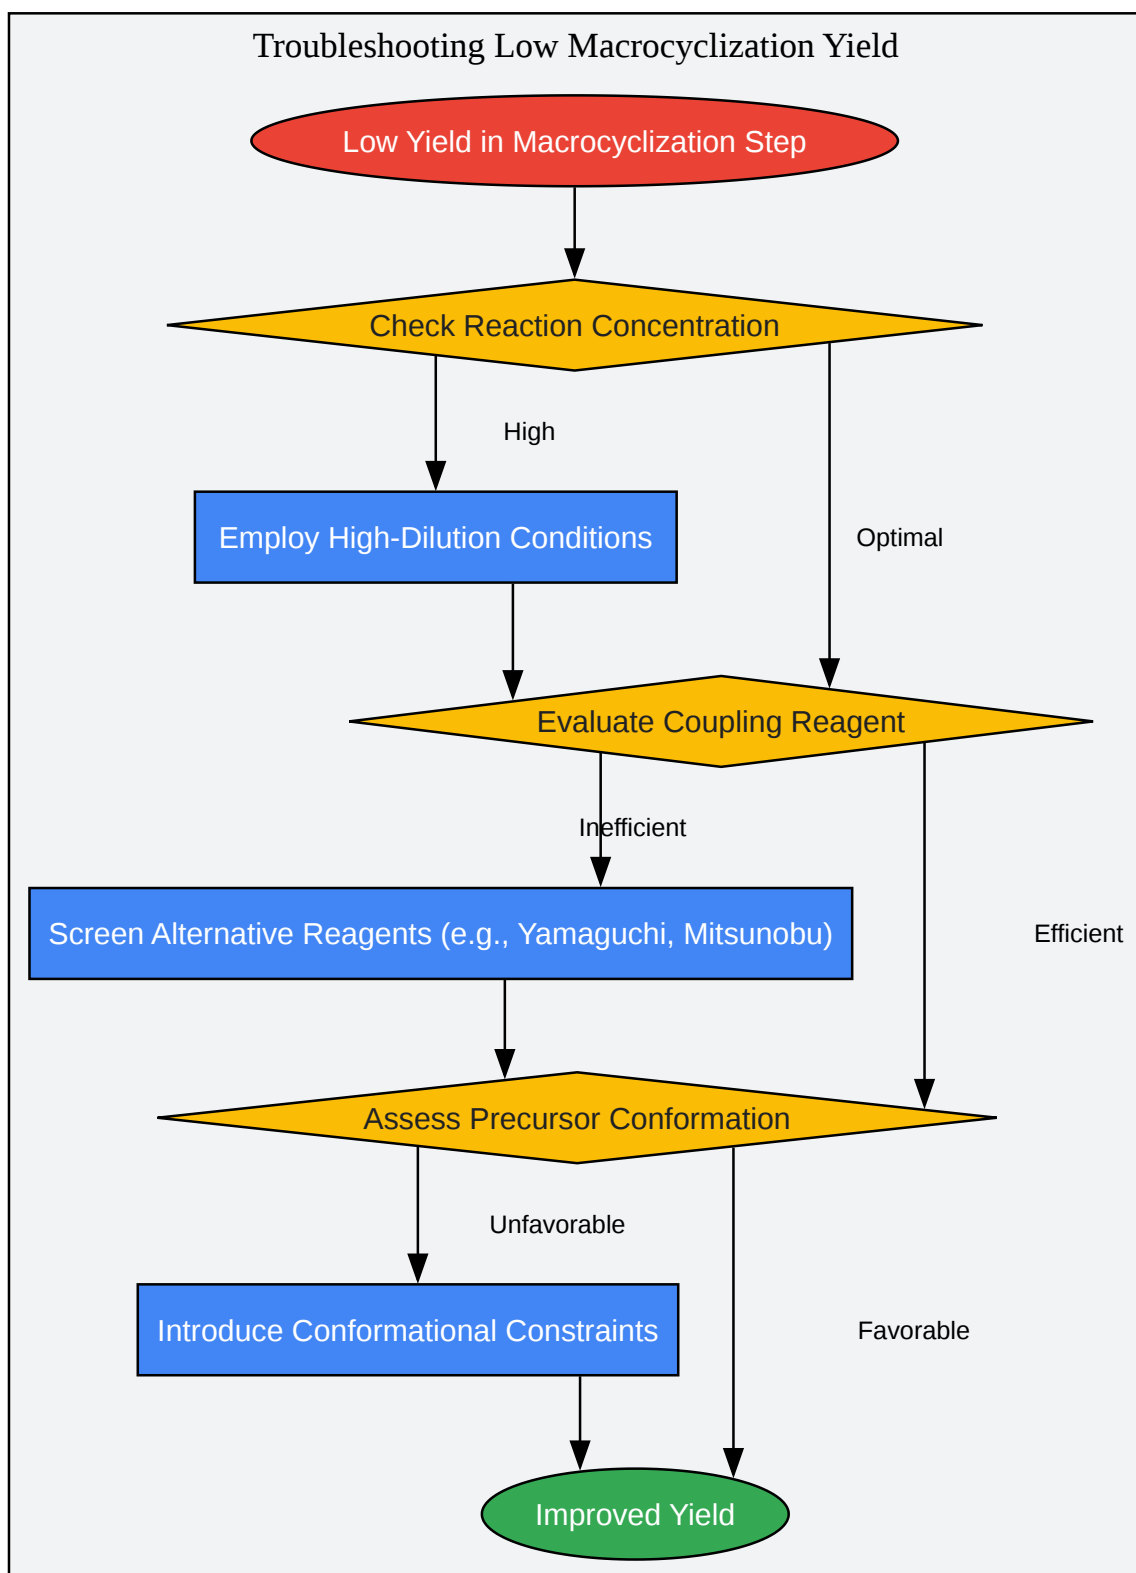 Troubleshooting Low Macrocyclization Yield
Low Yield in Macrocyclization Step
Check Reaction Concentration
High
Employ High-Dilution Conditions
Optimal
Evaluate Coupling Reagent
Inefficient
Screen Alternative Reagents (e.g., Yamaguchi, Mitsunobu)
Efficient
Assess Precursor Conformation
Unfavorable
Introduce Conformational Constraints
Favorable
Improved Yield